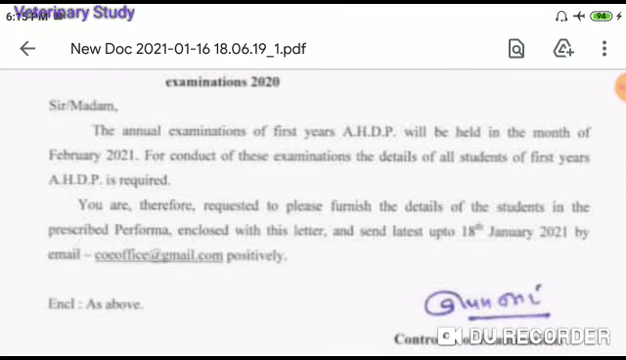 Veterinary Study
6:15 PM
94
New Doc 2021-01-16 18.06.19_1.pdf
examinations 2020
Sir/Madam,
The annual examinations of first years A.H.D.P. will be held in the month of
February 2021. For conduct of these examinations the details of all students of first years
A.H.D.P. is required.
You are, therefore, requested to please furnish the details of the students in the
prescribed Performa, enclosed with this letter, and send latest upto 18th January 2021 by
email – cocoffice@gmail.com positively.
Encl : As above.
DU RECORDER